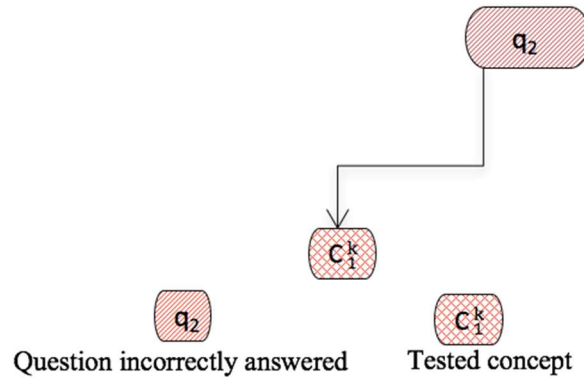 q₂
C₁ᵏ
q₂
C₁ᵏ
Question incorrectly answered
Tested concept